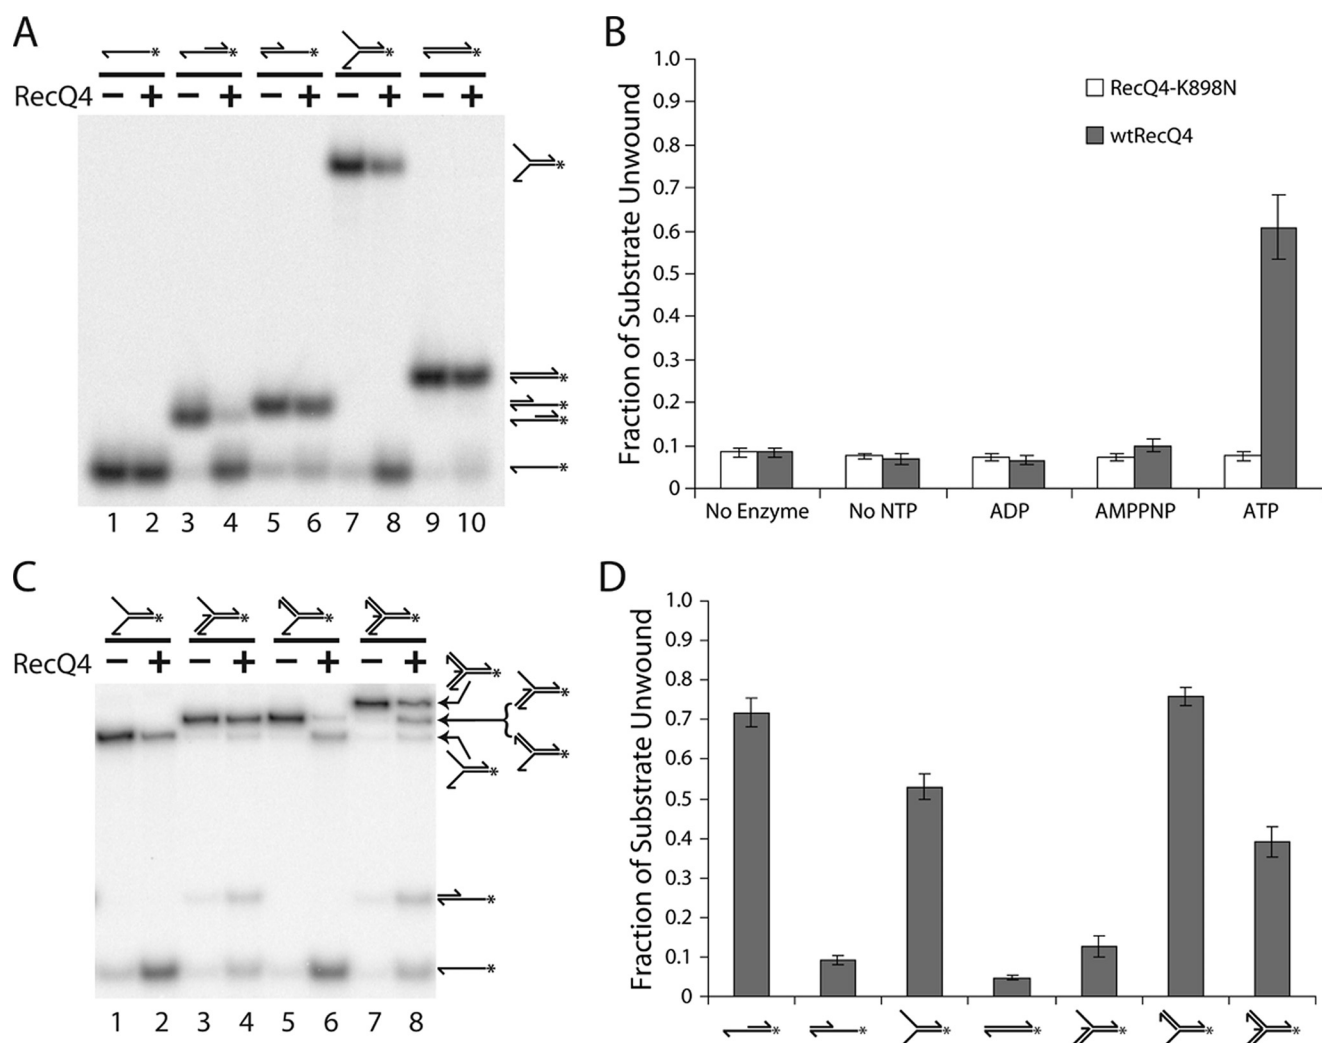 A
RecQ4 − + − + − + − + − +
1 2 3 4 5 6 7 8 9 10
B
Fraction of Substrate Unwound
1.0
0.9
0.8
0.7
0.6
0.5
0.4
0.3
0.2
0.1
0
RecQ4-K898N
wtRecQ4
No Enzyme No NTP ADP AMPPNP ATP
C
RecQ4 − + − + − + − +
1 2 3 4 5 6 7 8
D
Fraction of Substrate Unwound
1.0
0.9
0.8
0.7
0.6
0.5
0.4
0.3
0.2
0.1
0